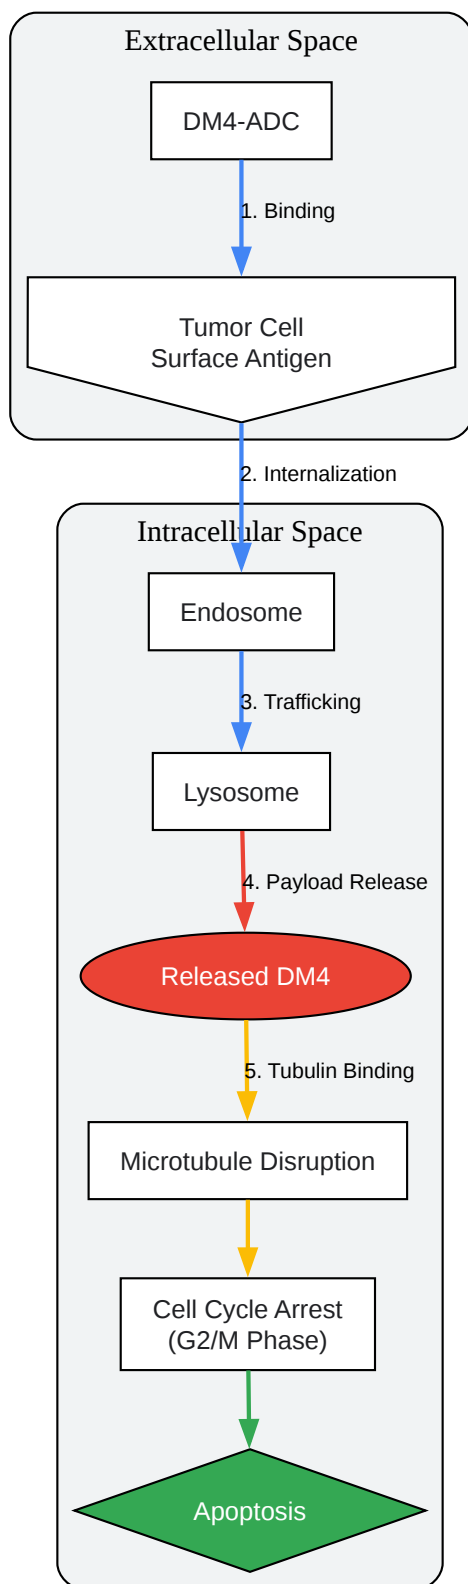 Extracellular Space
DM4-ADC
1. Binding
Tumor Cell
Surface Antigen
2. Internalization
Intracellular Space
Endosome
3. Trafficking
Lysosome
4. Payload Release
Released DM4
5. Tubulin Binding
Microtubule Disruption
Cell Cycle Arrest
(G2/M Phase)
Apoptosis